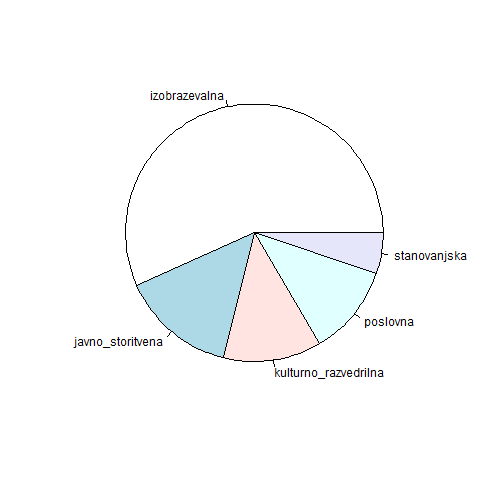 izobrazevalna
stanovanjska
poslovna
javno_storitvena
kulturno_razvedrilna